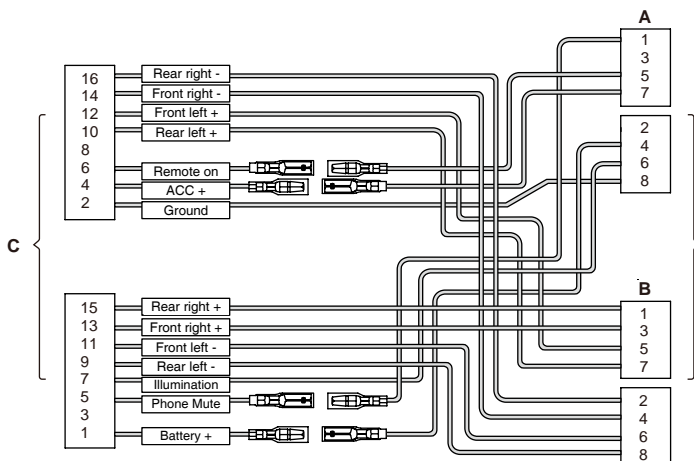 A
16 Rear right - 1
14 Front right - 3
12 Front left + 5
10 Rear left + 7
8
6 Remote on
4 ACC +
2 Ground
2
4
6
8
C
15 Rear right +
13 Front right +
11 Front left -
9 Rear left -
7 Illumination
5 Phone Mute
3
1 Battery +
B
1
3
5
7
2
4
6
8